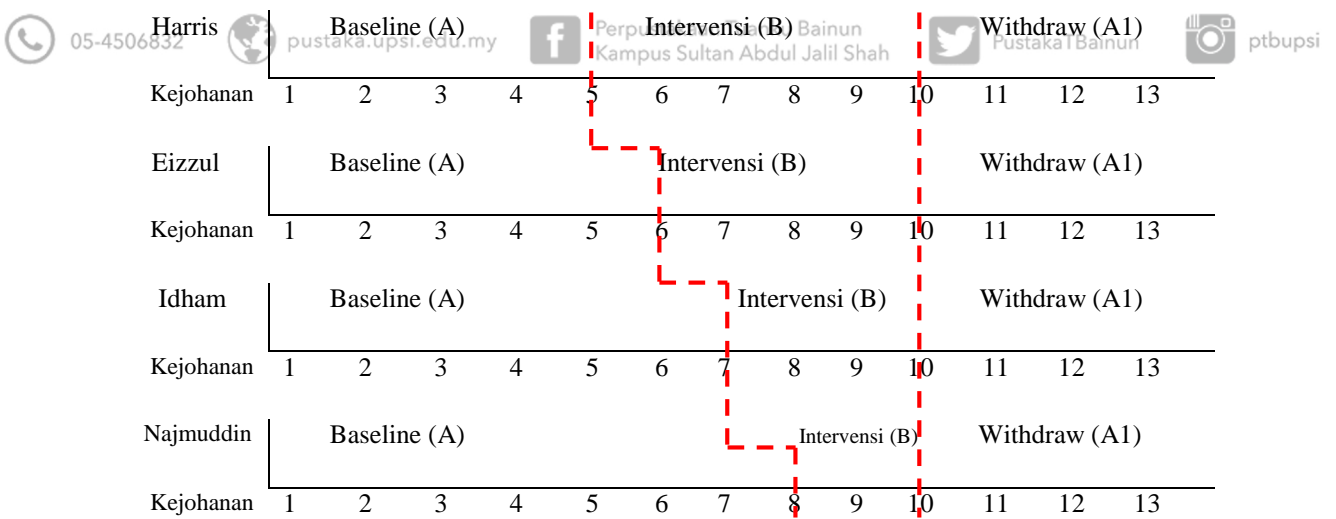 Harris Baseline (A) Intervensi (B) Withdraw (A1)
05-4506832 pustaka.upsi.edu.my Perpustakaan Tuanku Bainun PustakaTBainun ptbupsi
Kampus Sultan Abdul Jalil Shah
Kejohanan 1 2 3 4 5 6 7 8 9 10 11 12 13
Eizzul Baseline (A) Intervensi (B) Withdraw (A1)
Kejohanan 1 2 3 4 5 6 7 8 9 10 11 12 13
Idham Baseline (A) Intervensi (B) Withdraw (A1)
Kejohanan 1 2 3 4 5 6 7 8 9 10 11 12 13
Najmuddin Baseline (A) Intervensi (B) Withdraw (A1)
Kejohanan 1 2 3 4 5 6 7 8 9 10 11 12 13